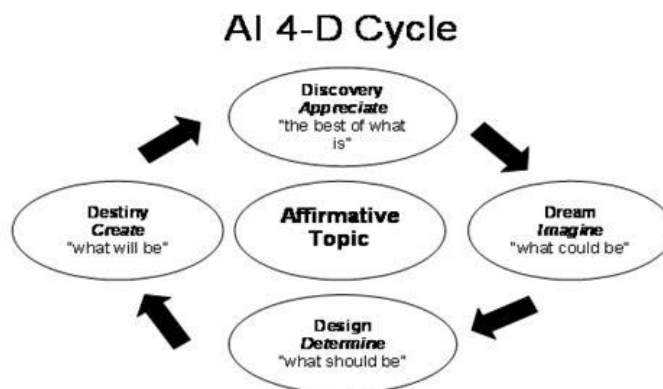 AI 4-D Cycle
Discovery
Appreciate
"the best of what
is"
Destiny
Create
"what will be"
Affirmative
Topic
Dream
Imagine
"what could be"
Design
Determine
"what should be"